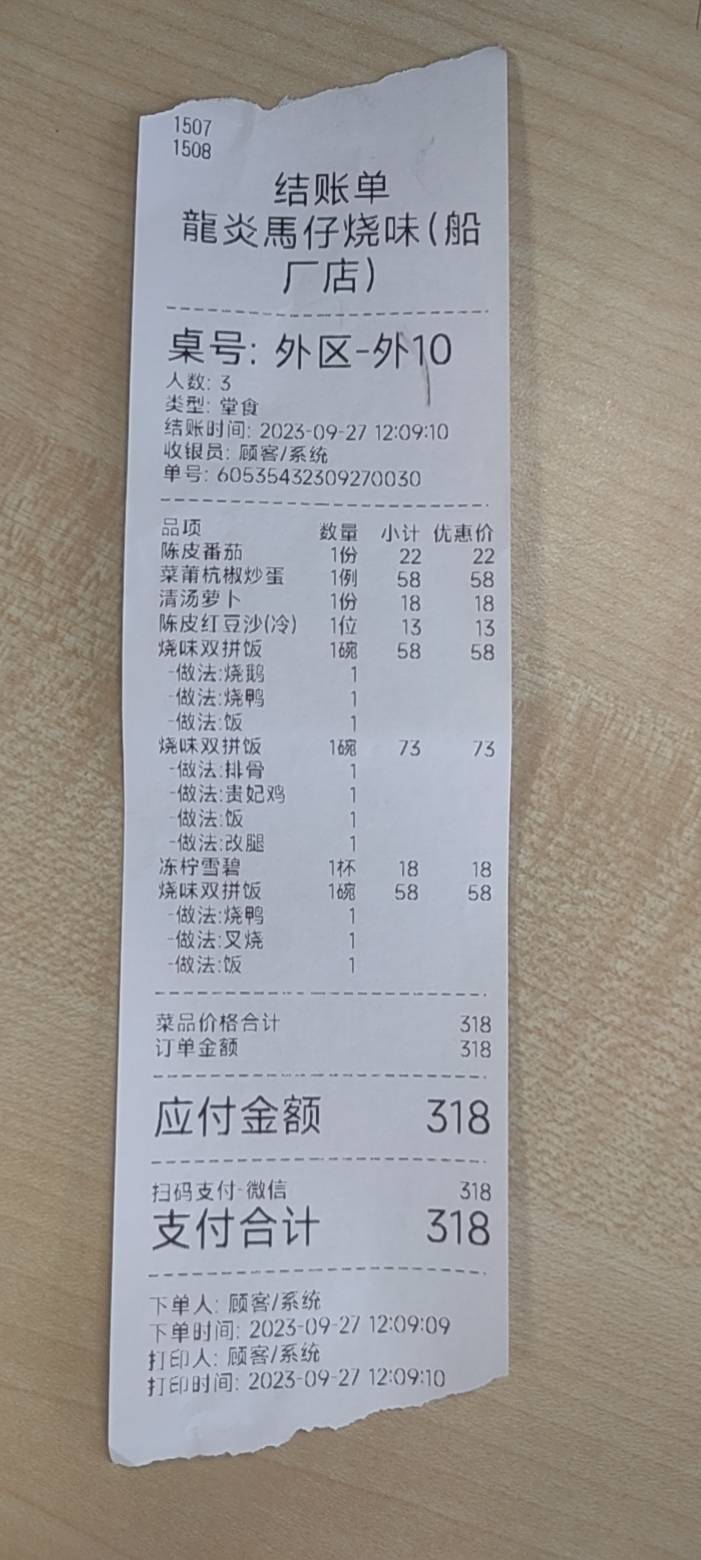 1507
1508
结账单
龍炎馬仔烧味(船
厂店)
桌号: 外区-外10
人数: 3
类型: 堂食
结账时间: 2023-09-27 12:09:10
收银员: 顾客/系统
单号: 605354432309270030
品项 数量 小计 优惠价
陈皮番茄 1份 22 22
菜莆杭椒炒蛋 1例 58 58
清汤萝卜 1份 18 18
陈皮红豆沙(冷) 1位 13 13
烧味双拼饭 1碗 58 58
-做法:烧鹅 1
-做法:烧鸭 1
-做法:饭 1
烧味双拼饭 1碗 73 73
-做法:排骨 1
-做法:贵妃鸡 1
-做法:饭 1
-做法:改腿 1
冻柠雪碧 1杯 18 18
烧味双拼饭 1碗 58 58
-做法:烧鸭 1
-做法:叉烧 1
-做法:饭 1
菜品价格合计 318
订单金额 318
应付金额 318
扫码支付-微信 318
支付合计 318
下单人: 顾客/系统
下单时间: 2023-09-27 12:09:09
打印人: 顾客/系统
打印时间: 2023-09-27 12:09:10